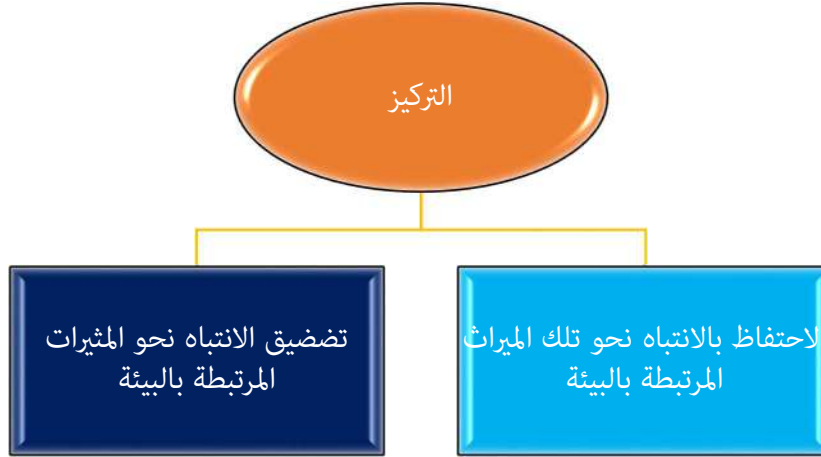 التركيز
لاحتفاظ بالانتباه نحو تلك الميراث
المرتبطة بالبيئة
تضضيق الانتباه نحو المثيرات
المرتبطة بالبيئة